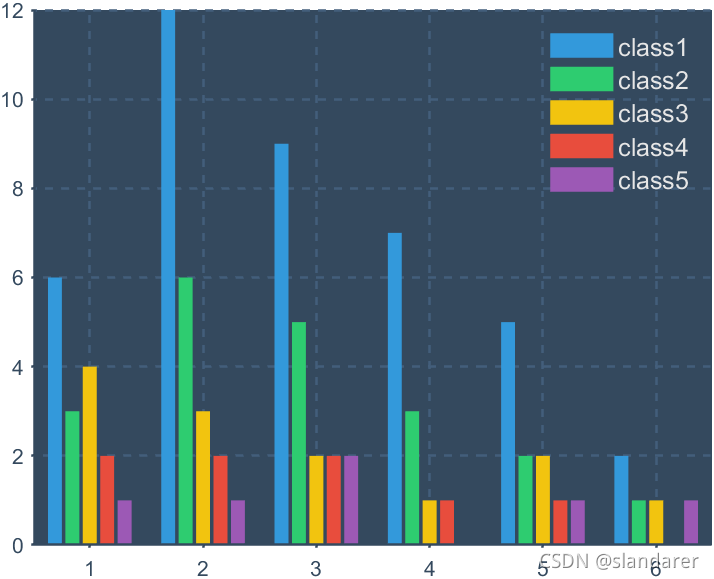 12
10
8
6
4
2
0
class1
class2
class3
class4
class5
1 2 3 4 5 6
CSDN @slandarer